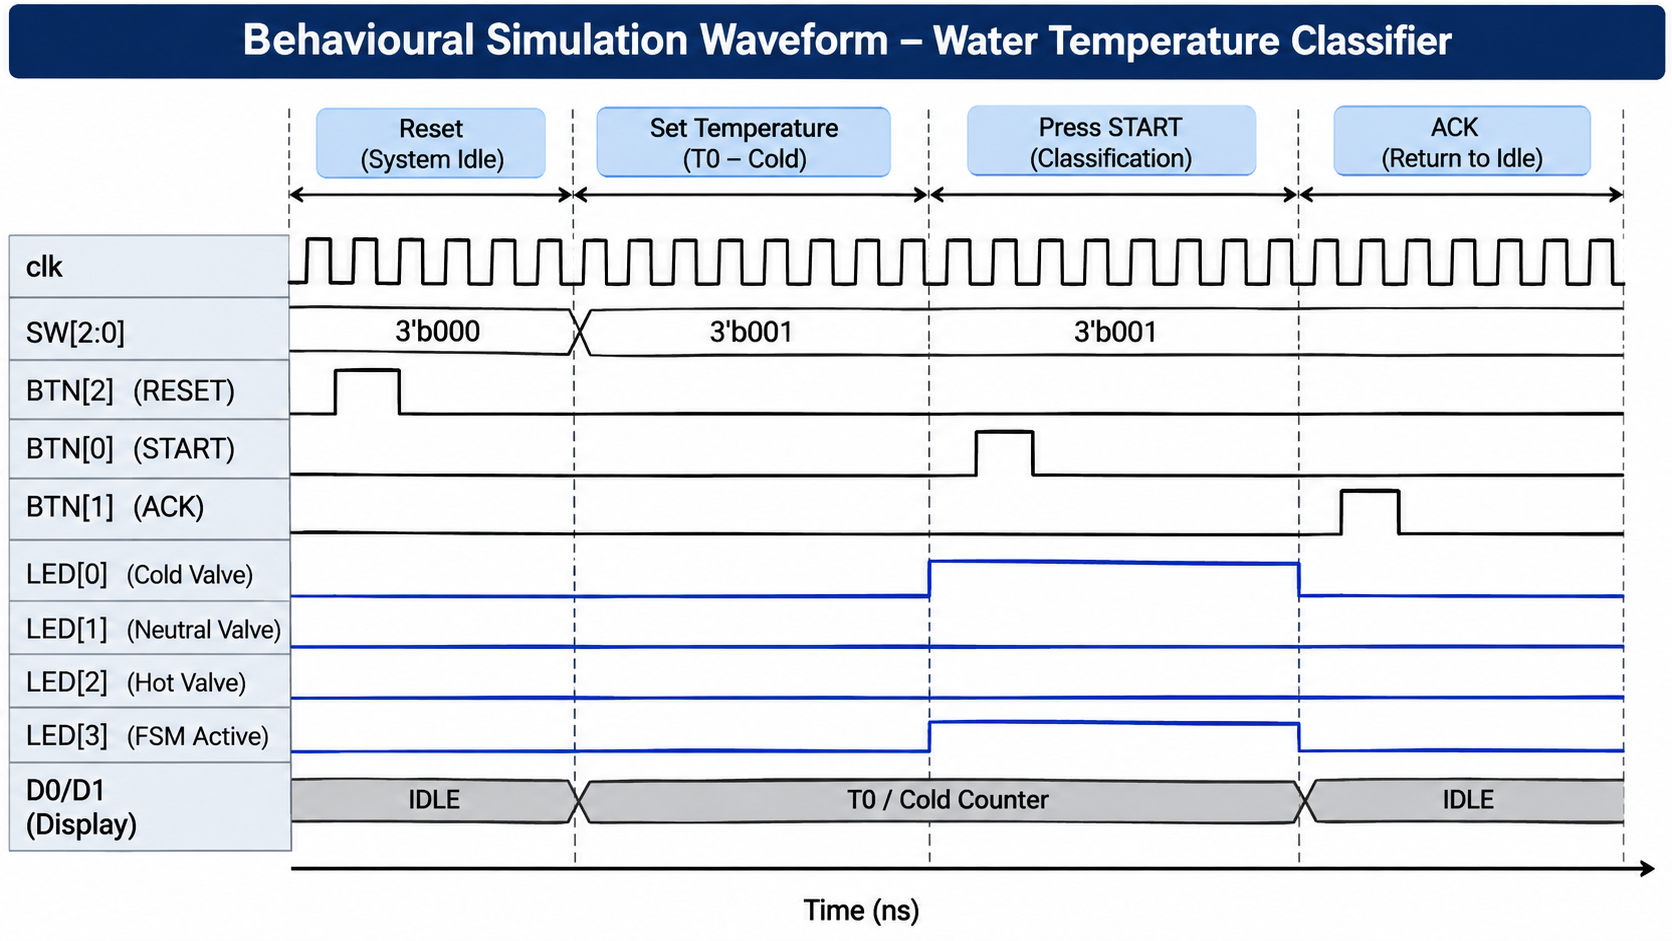 Behavioural Simulation Waveform – Water Temperature Classifier
Reset
(System Idle)
Set Temperature
(T0 – Cold)
Press START
(Classification)
ACK
(Return to Idle)
clk
SW[2:0]
3'b000
3'b001
3'b001
BTN[2] (RESET)
BTN[0] (START)
BTN[1] (ACK)
LED[0] (Cold Valve)
LED[1] (Neutral Valve)
LED[2] (Hot Valve)
LED[3] (FSM Active)
D0/D1
(Display)
IDLE
T0 / Cold Counter
IDLE
Time (ns)